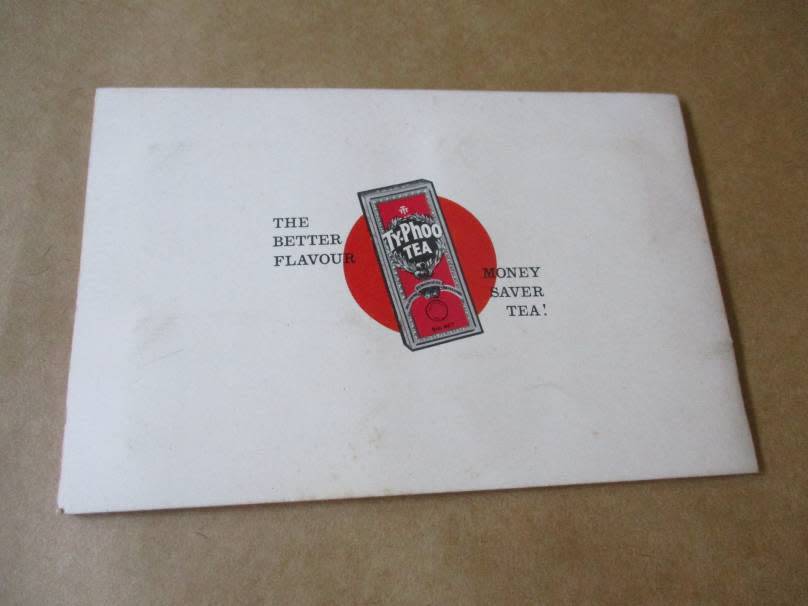 THE
BETTER
FLAVOUR
TY·PHOO
TEA
MONEY
SAVER
TEA!